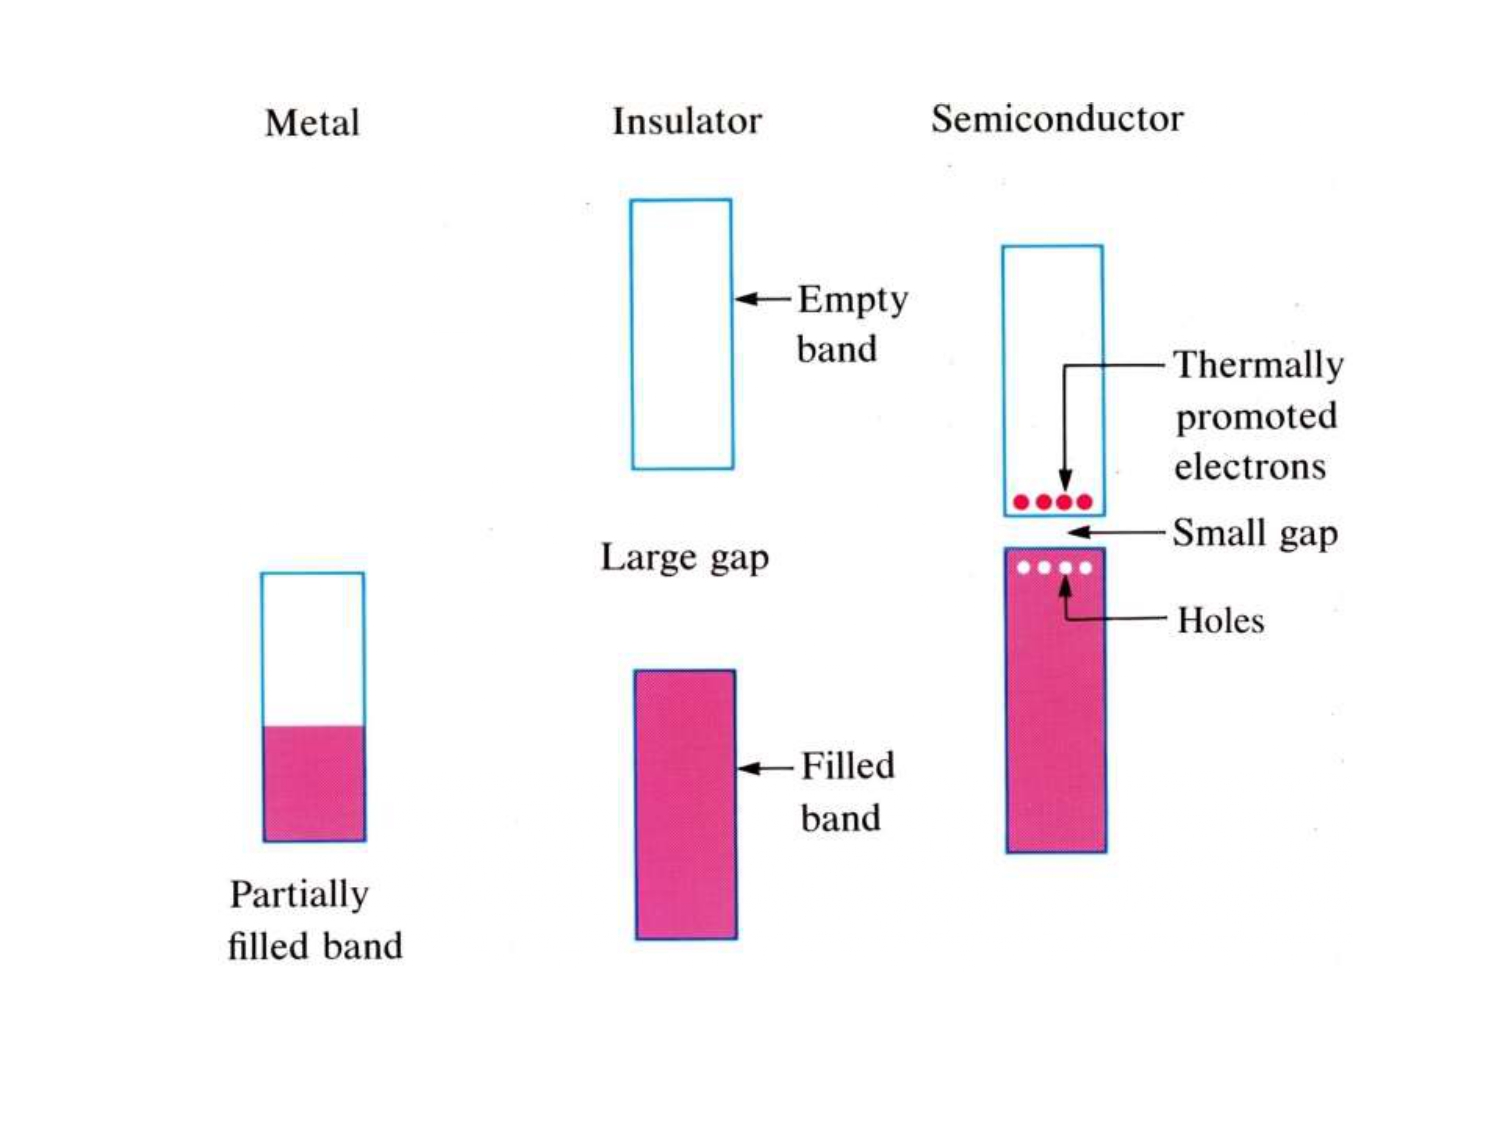 Metal
Insulator
Semiconductor
Empty
band
Thermally
promoted
electrons
Small gap
Large gap
Holes
Filled
band
Partially
filled band